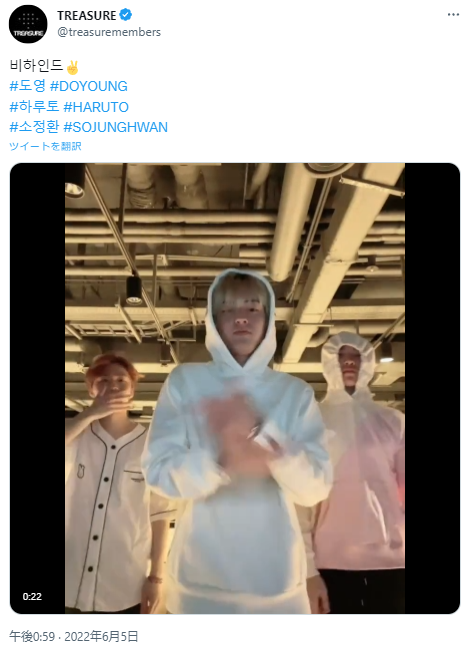 TREASURE
@treasuremembers
TREASURE
비하인드✌
#도영 #DOYOUNG
#하루토 #HARUTO
#소정환 #SOJUNGHWAN
ツイートを翻訳
0:22
午後0:59 · 2022年6月5日